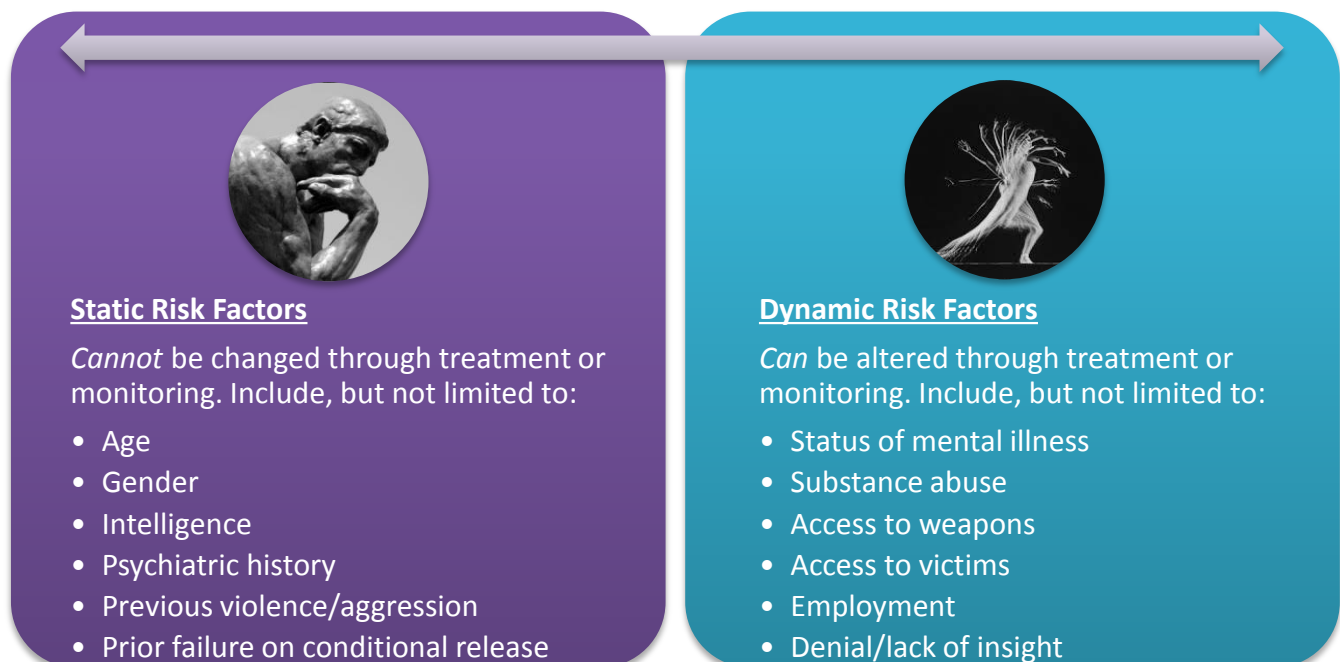 Static Risk Factors
Cannot be changed through treatment or
monitoring. Include, but not limited to:
• Age
• Gender
• Intelligence
• Psychiatric history
• Previous violence/aggression
• Prior failure on conditional release
Dynamic Risk Factors
Can be altered through treatment or
monitoring. Include, but not limited to:
• Status of mental illness
• Substance abuse
• Access to weapons
• Access to victims
• Employment
• Denial/lack of insight